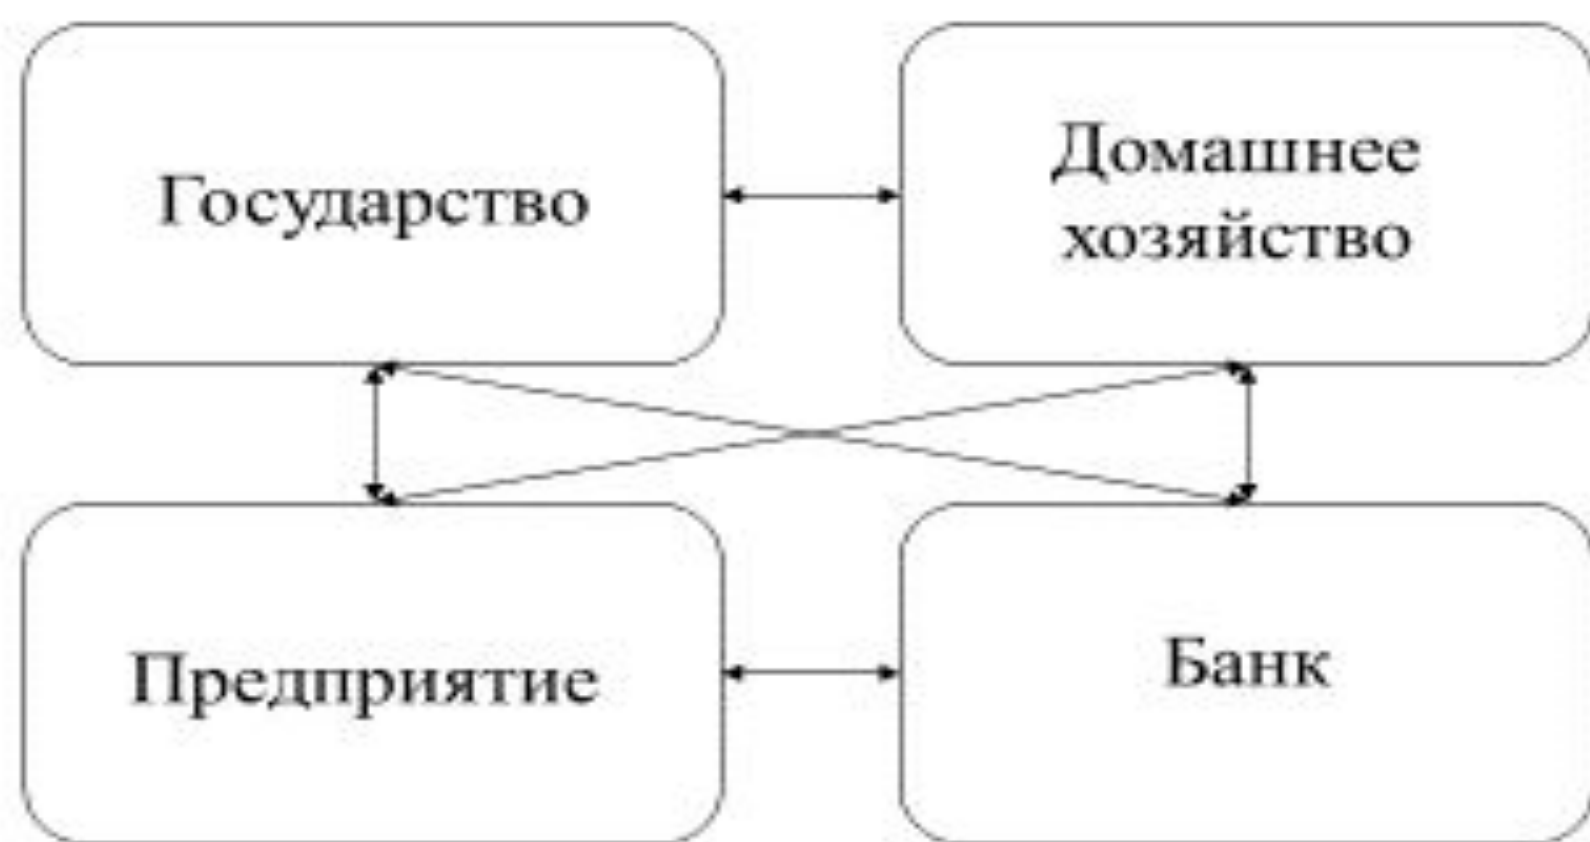 Государство
Домашнее
хозяйство
Предприятие
Банк